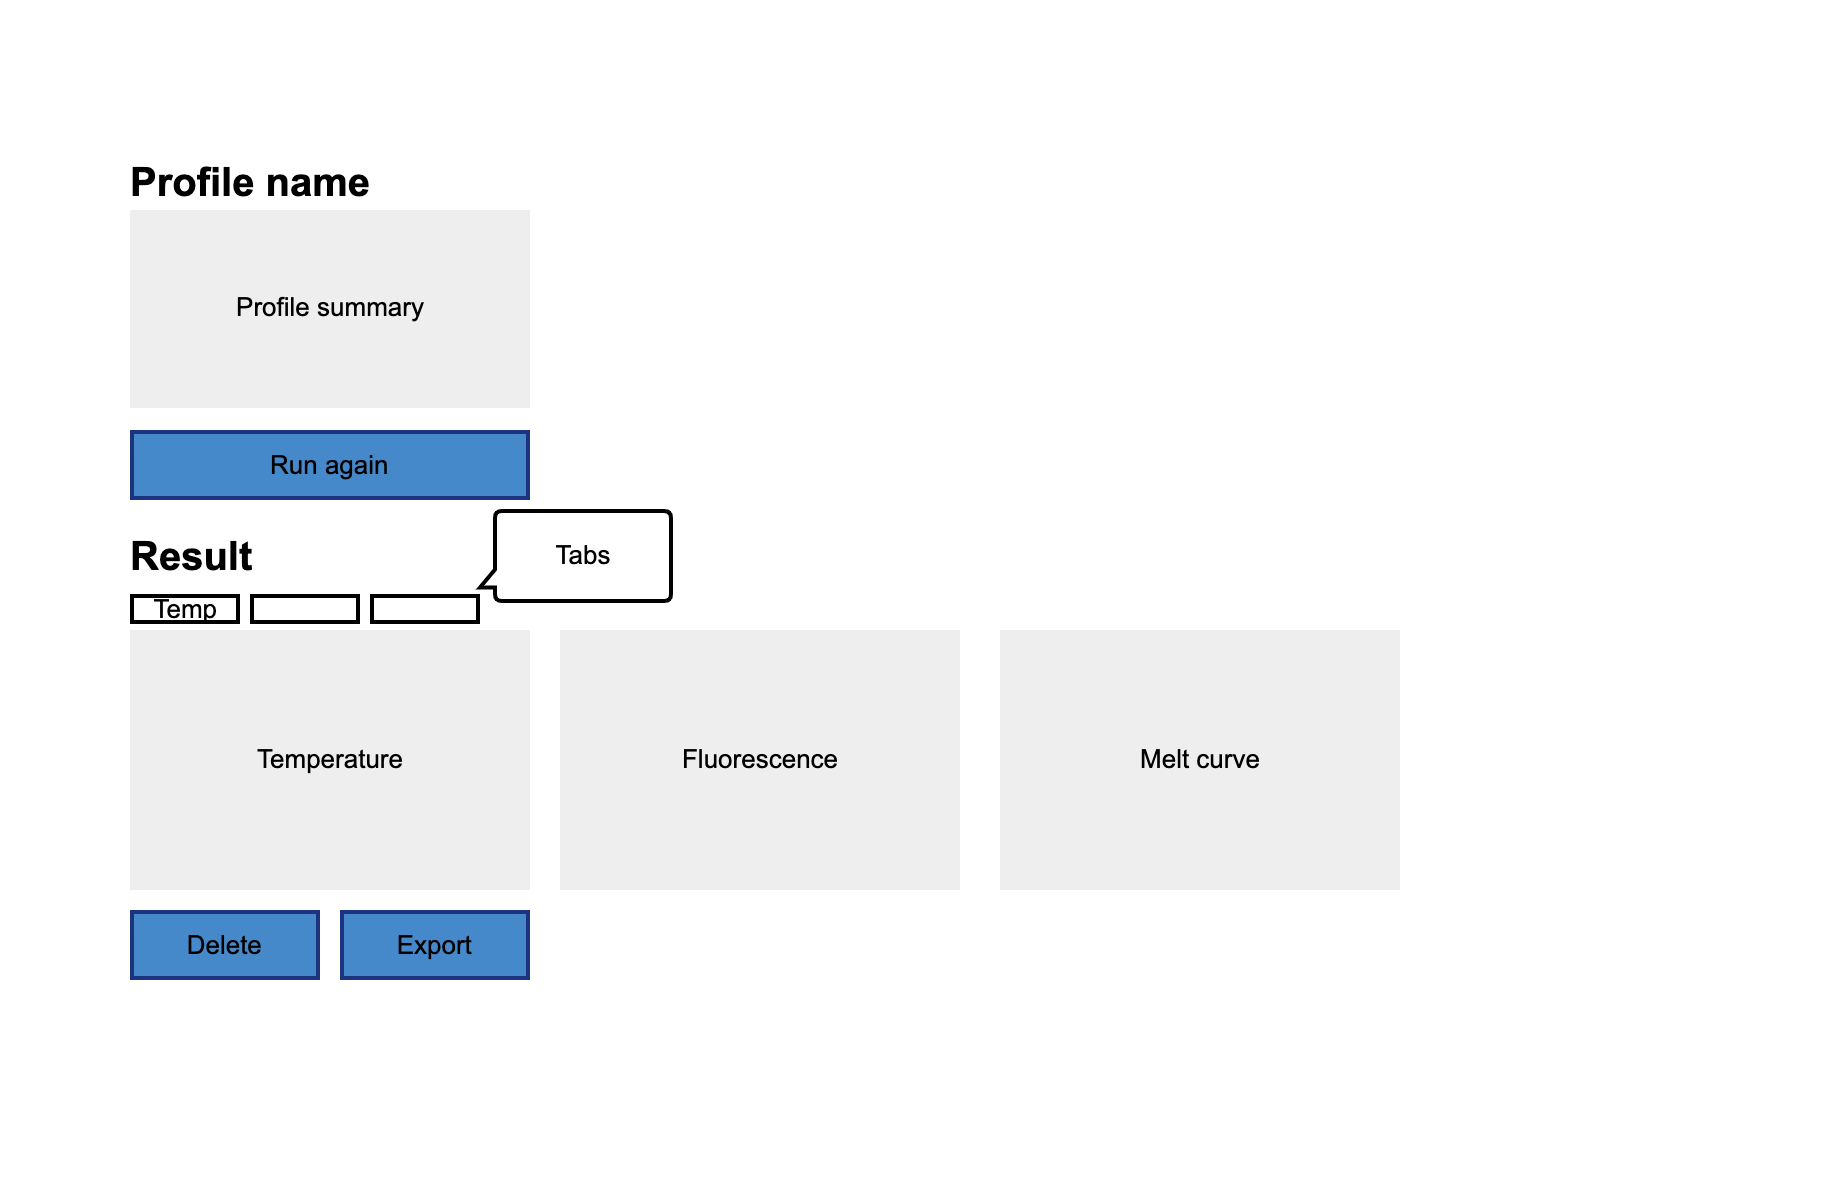 Profile name
Profile summary
Run again
Result
Tabs
Temp
Temperature
Fluorescence
Melt curve
Delete
Export